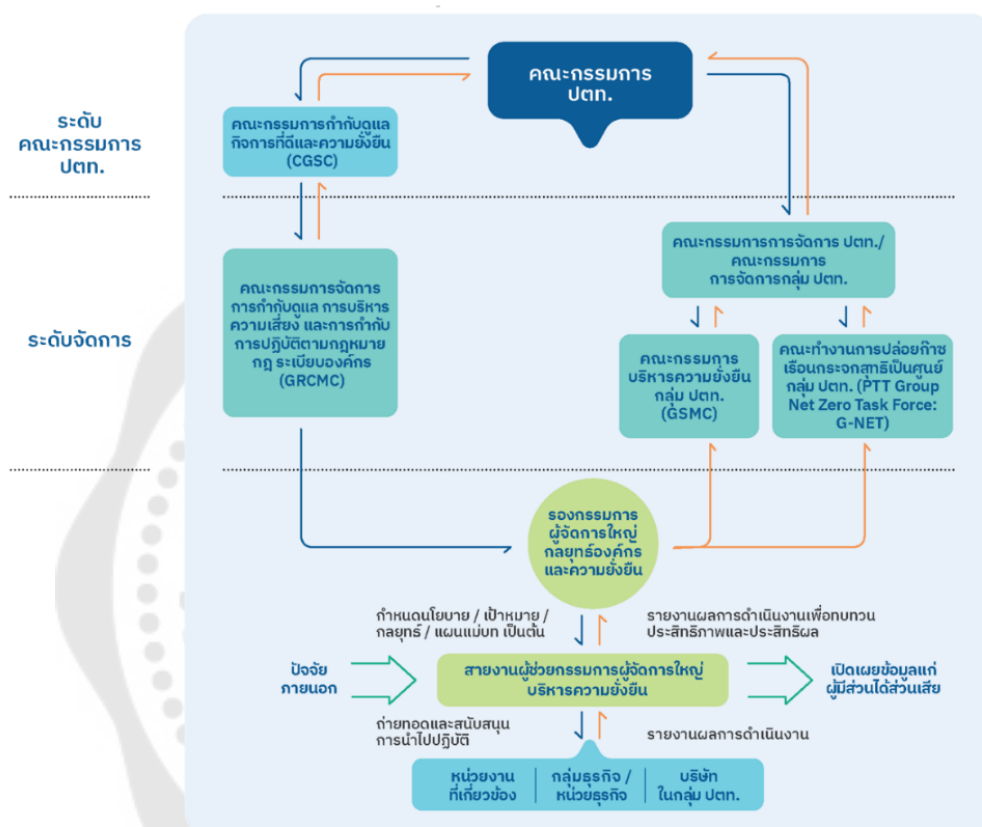 คณะกรรมการ
ปตท.
ระดับ
คณะกรรมการ
ปตท.
คณะกรรมการกำกับดูแล
กิจการที่ดีและความยั่งยืน
(CGSC)
ระดับจัดการ
คณะกรรมการจัดการ
การกำกับดูแล การบริหาร
ความเสี่ยง และการกำกับ
การปฏิบัติตามกฎหมาย
กฎ ระเบียบองค์กร
(GRCMC)
คณะกรรมการการจัดการ ปตท./
คณะกรรมการ
การจัดการกลุ่ม ปตท.
คณะกรรมการ
บริหารความยั่งยืน
กลุ่ม ปตท.
(GSMC)
คณะทำงานการปล่อยก๊าซ
เรือนกระจกสุทธิเป็นศูนย์
กลุ่ม ปตท. (PTT Group
Net Zero Task Force:
G-NET)
รองกรรมการ
ผู้จัดการใหญ่
กลยุทธ์องค์กร
และความยั่งยืน
กำหนดนโยบาย / เป้าหมาย /
กลยุทธ์ / แผนแม่บท เป็นต้น
รายงานผลการดำเนินงานเพื่อทบทวน
ประสิทธิภาพและประสิทธิผล
ปัจจัย
ภายนอก
สายงานผู้ช่วยกรรมการผู้จัดการใหญ่
บริหารความยั่งยืน
เปิดเผยข้อมูลแก่
ผู้มีส่วนได้ส่วนเสีย
ถ่ายทอดและสนับสนุน
การนำไปปฏิบัติ
รายงานผลการดำเนินงาน
หน่วยงาน
ที่เกี่ยวข้อง
กลุ่มธุรกิจ /
หน่วยธุรกิจ
บริษัท
ในกลุ่ม ปตท.